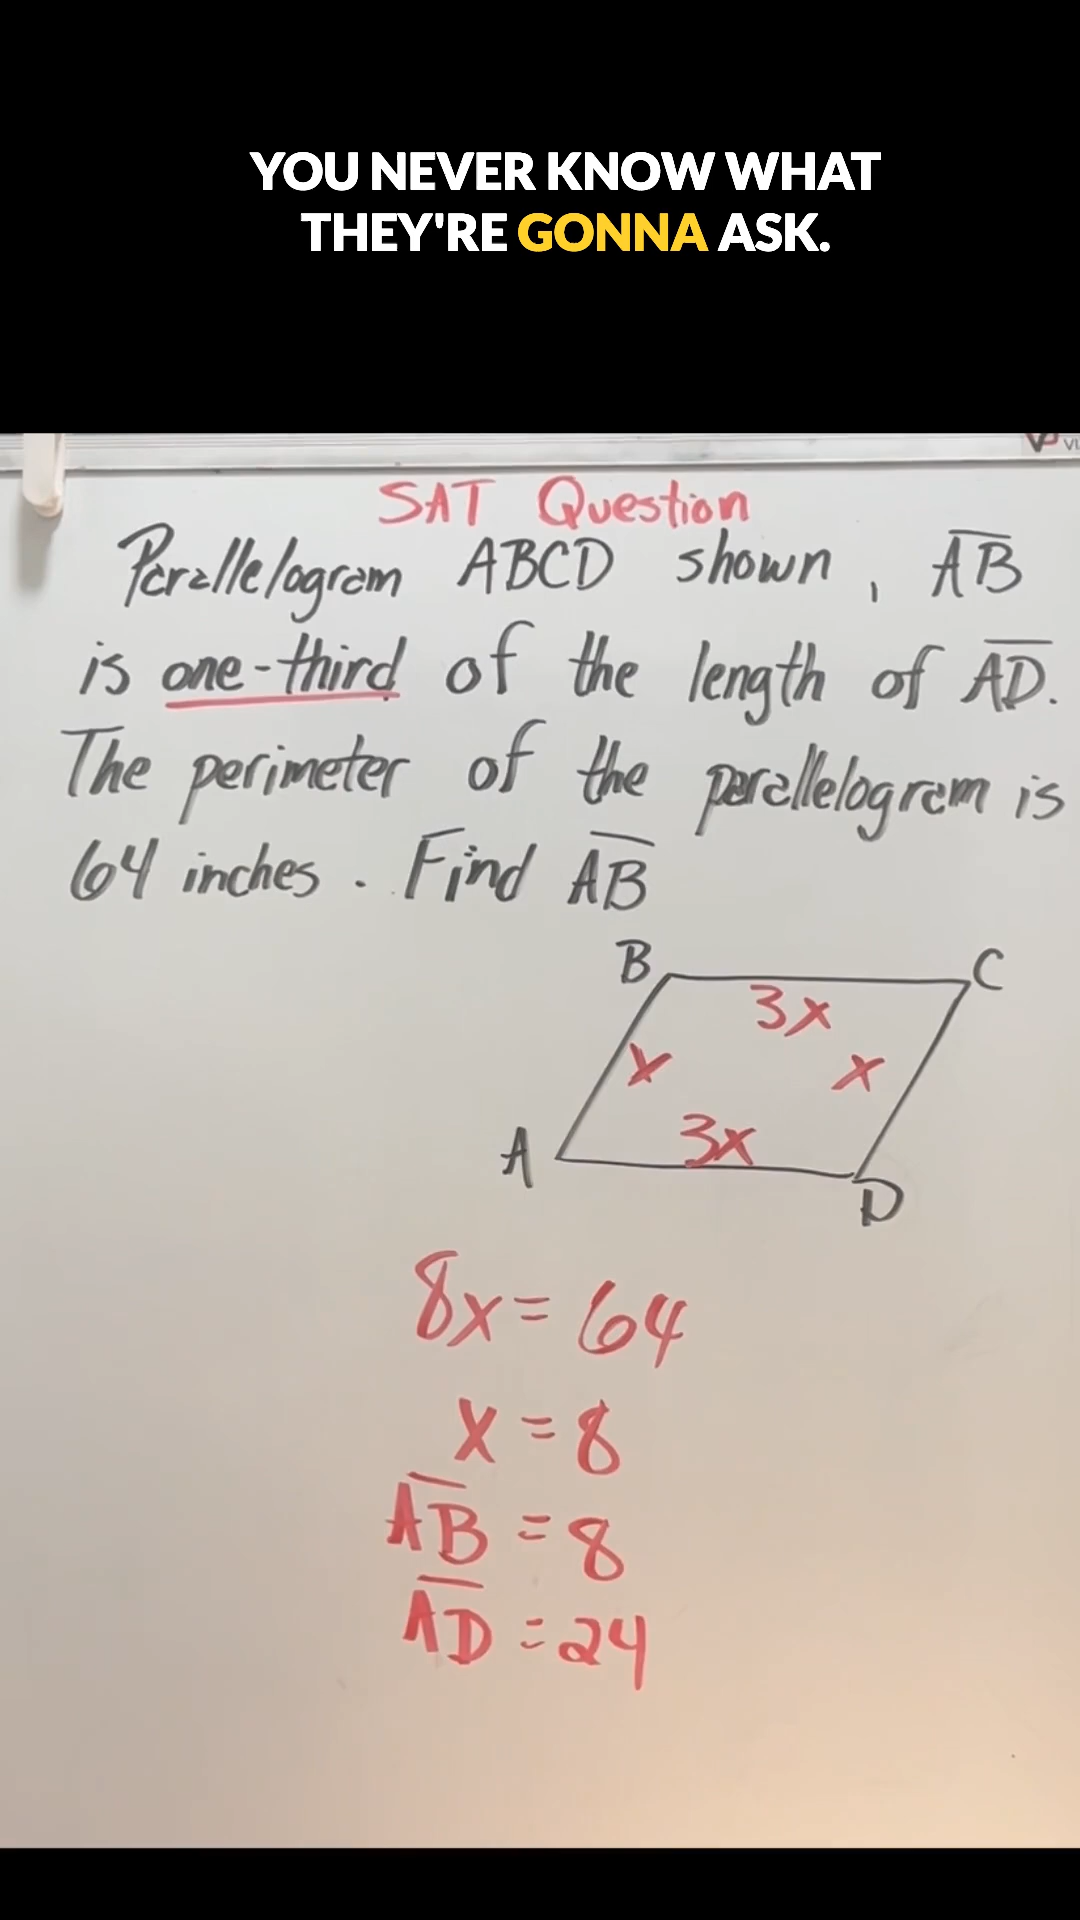 YOU NEVER KNOW WHAT
THEY'RE GONNA ASK.
SAT Question
Parallelogram ABCD shown, AB
is one-third of the length of AD.
The perimeter of the parallelogram is
64 inches. Find AB
B
C
3x
x
x
3x
A
D
8x = 64
x = 8
AB = 8
AD = 24